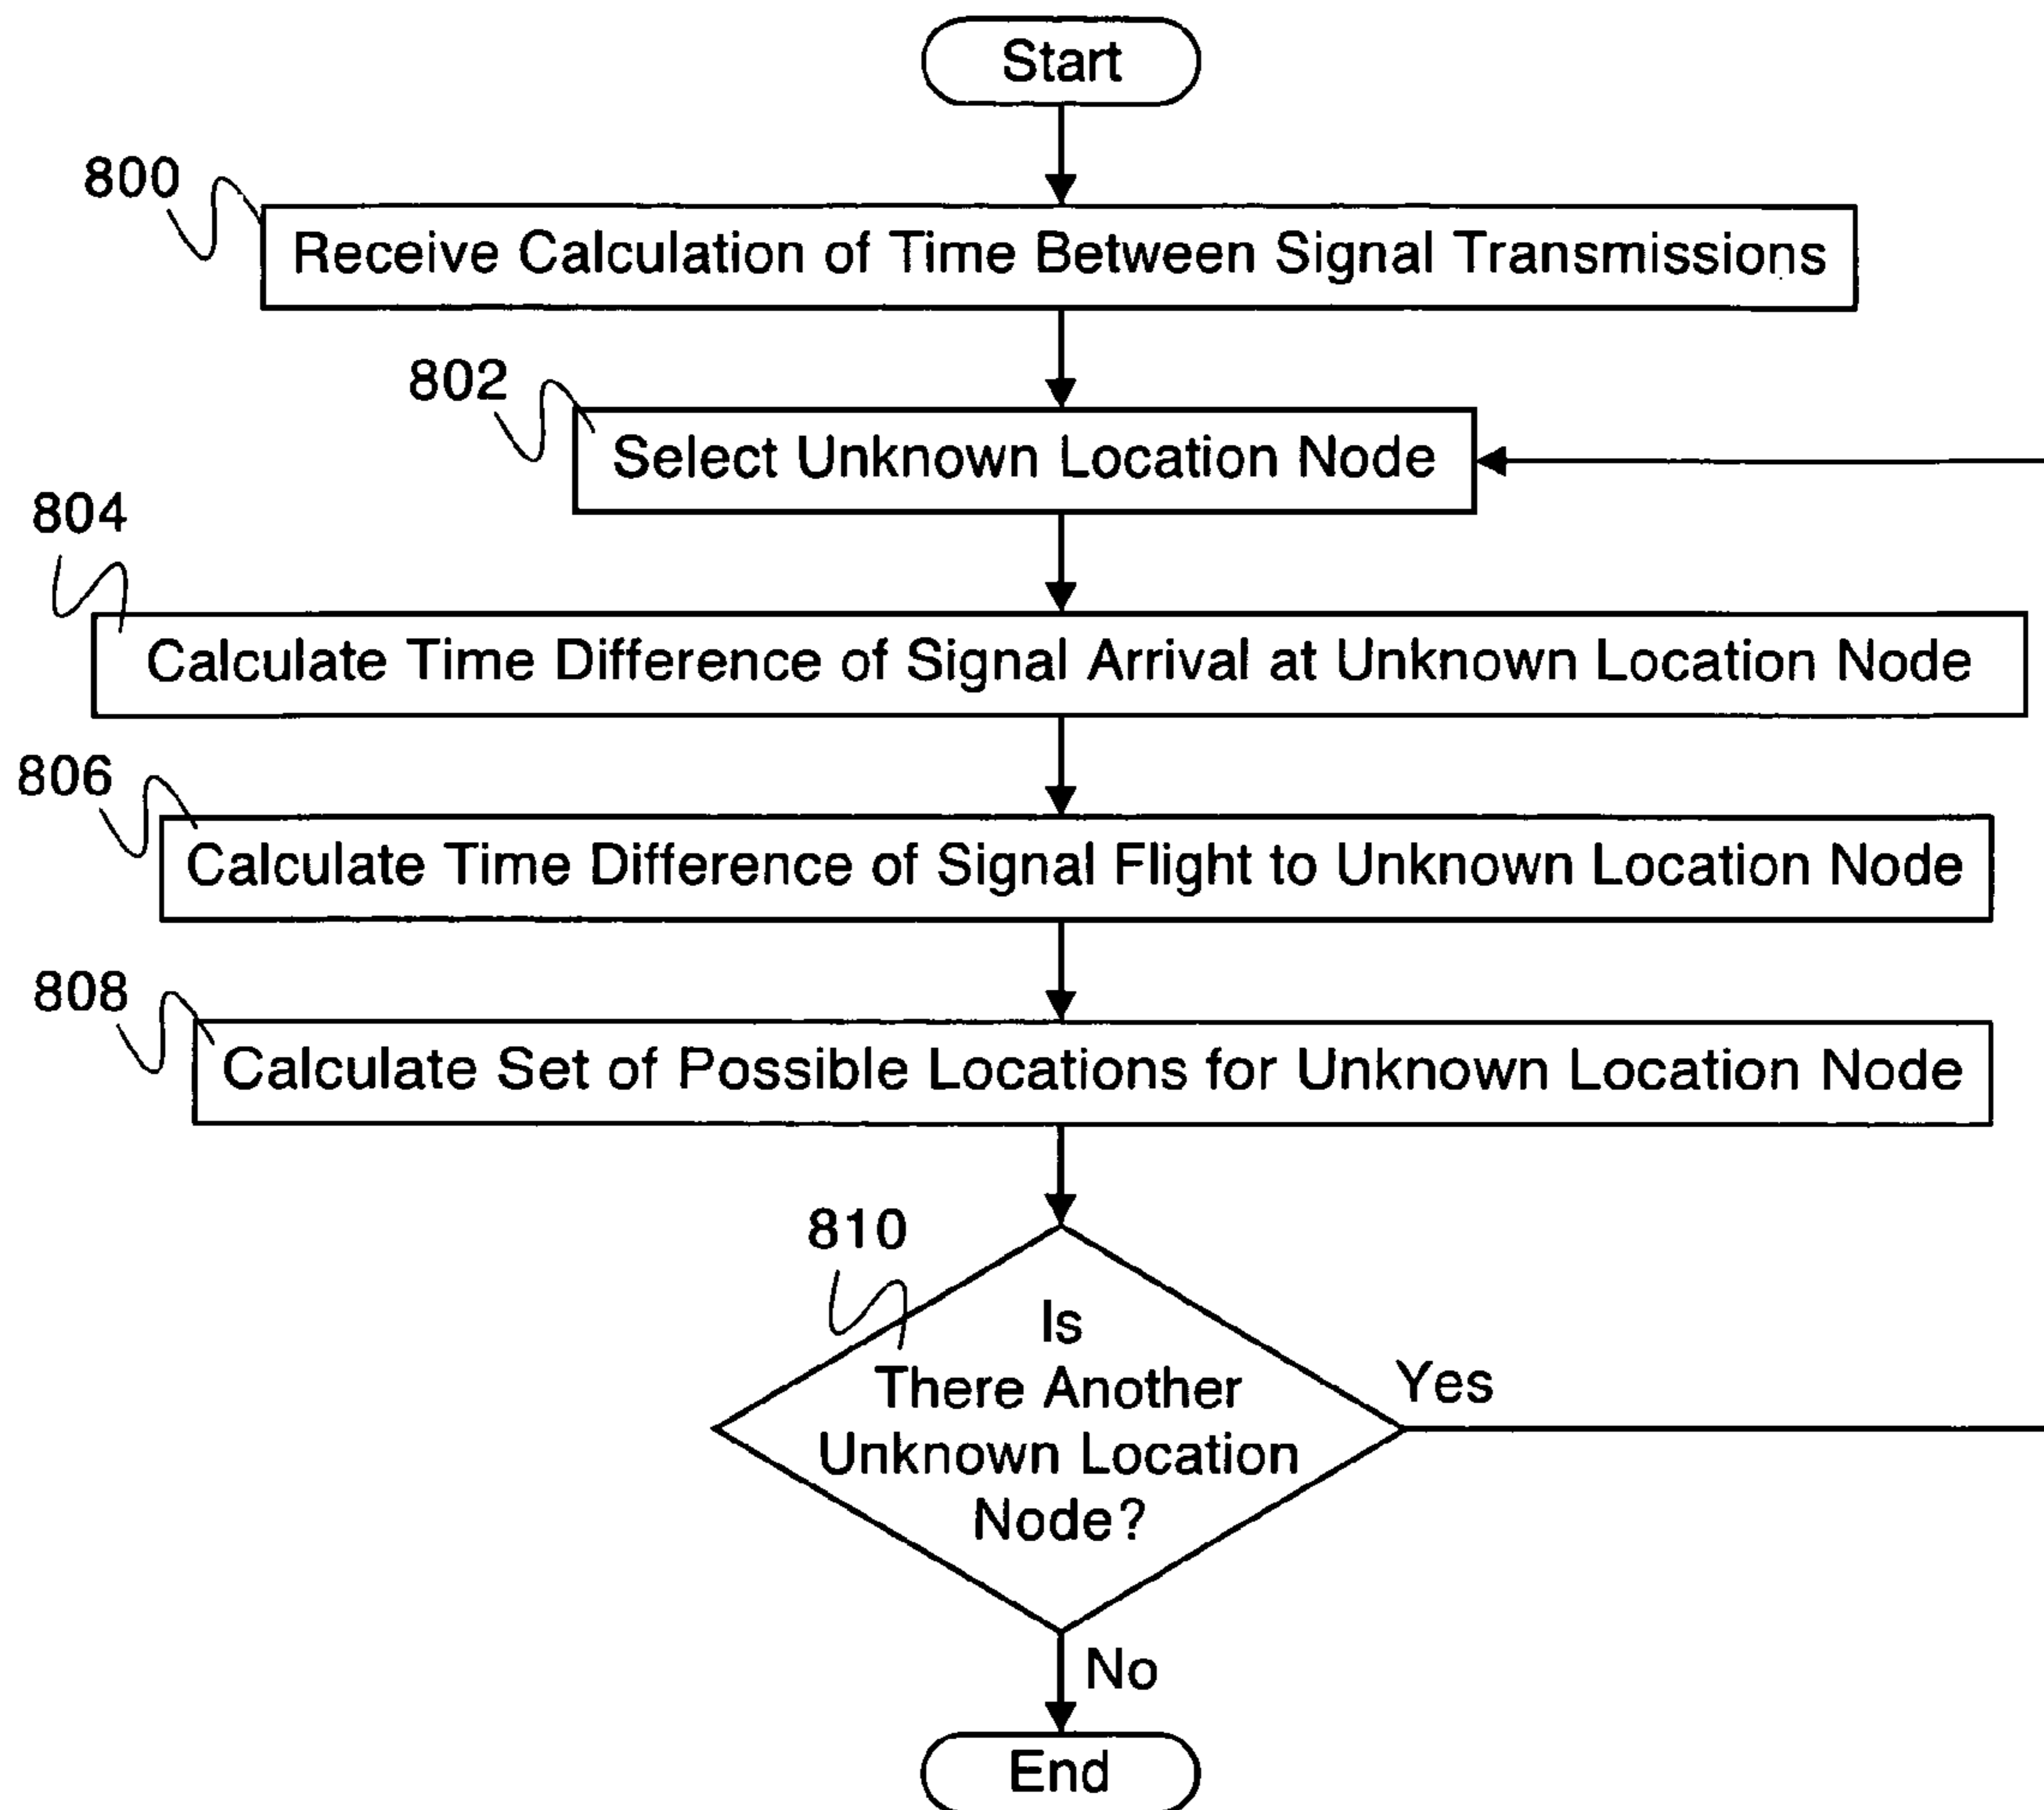 Start
800
Receive Calculation of Time Between Signal Transmissions
802
Select Unknown Location Node
804
Calculate Time Difference of Signal Arrival at Unknown Location Node
806
Calculate Time Difference of Signal Flight to Unknown Location Node
808
Calculate Set of Possible Locations for Unknown Location Node
810
Is
There Another
Unknown Location
Node?
Yes
No
End